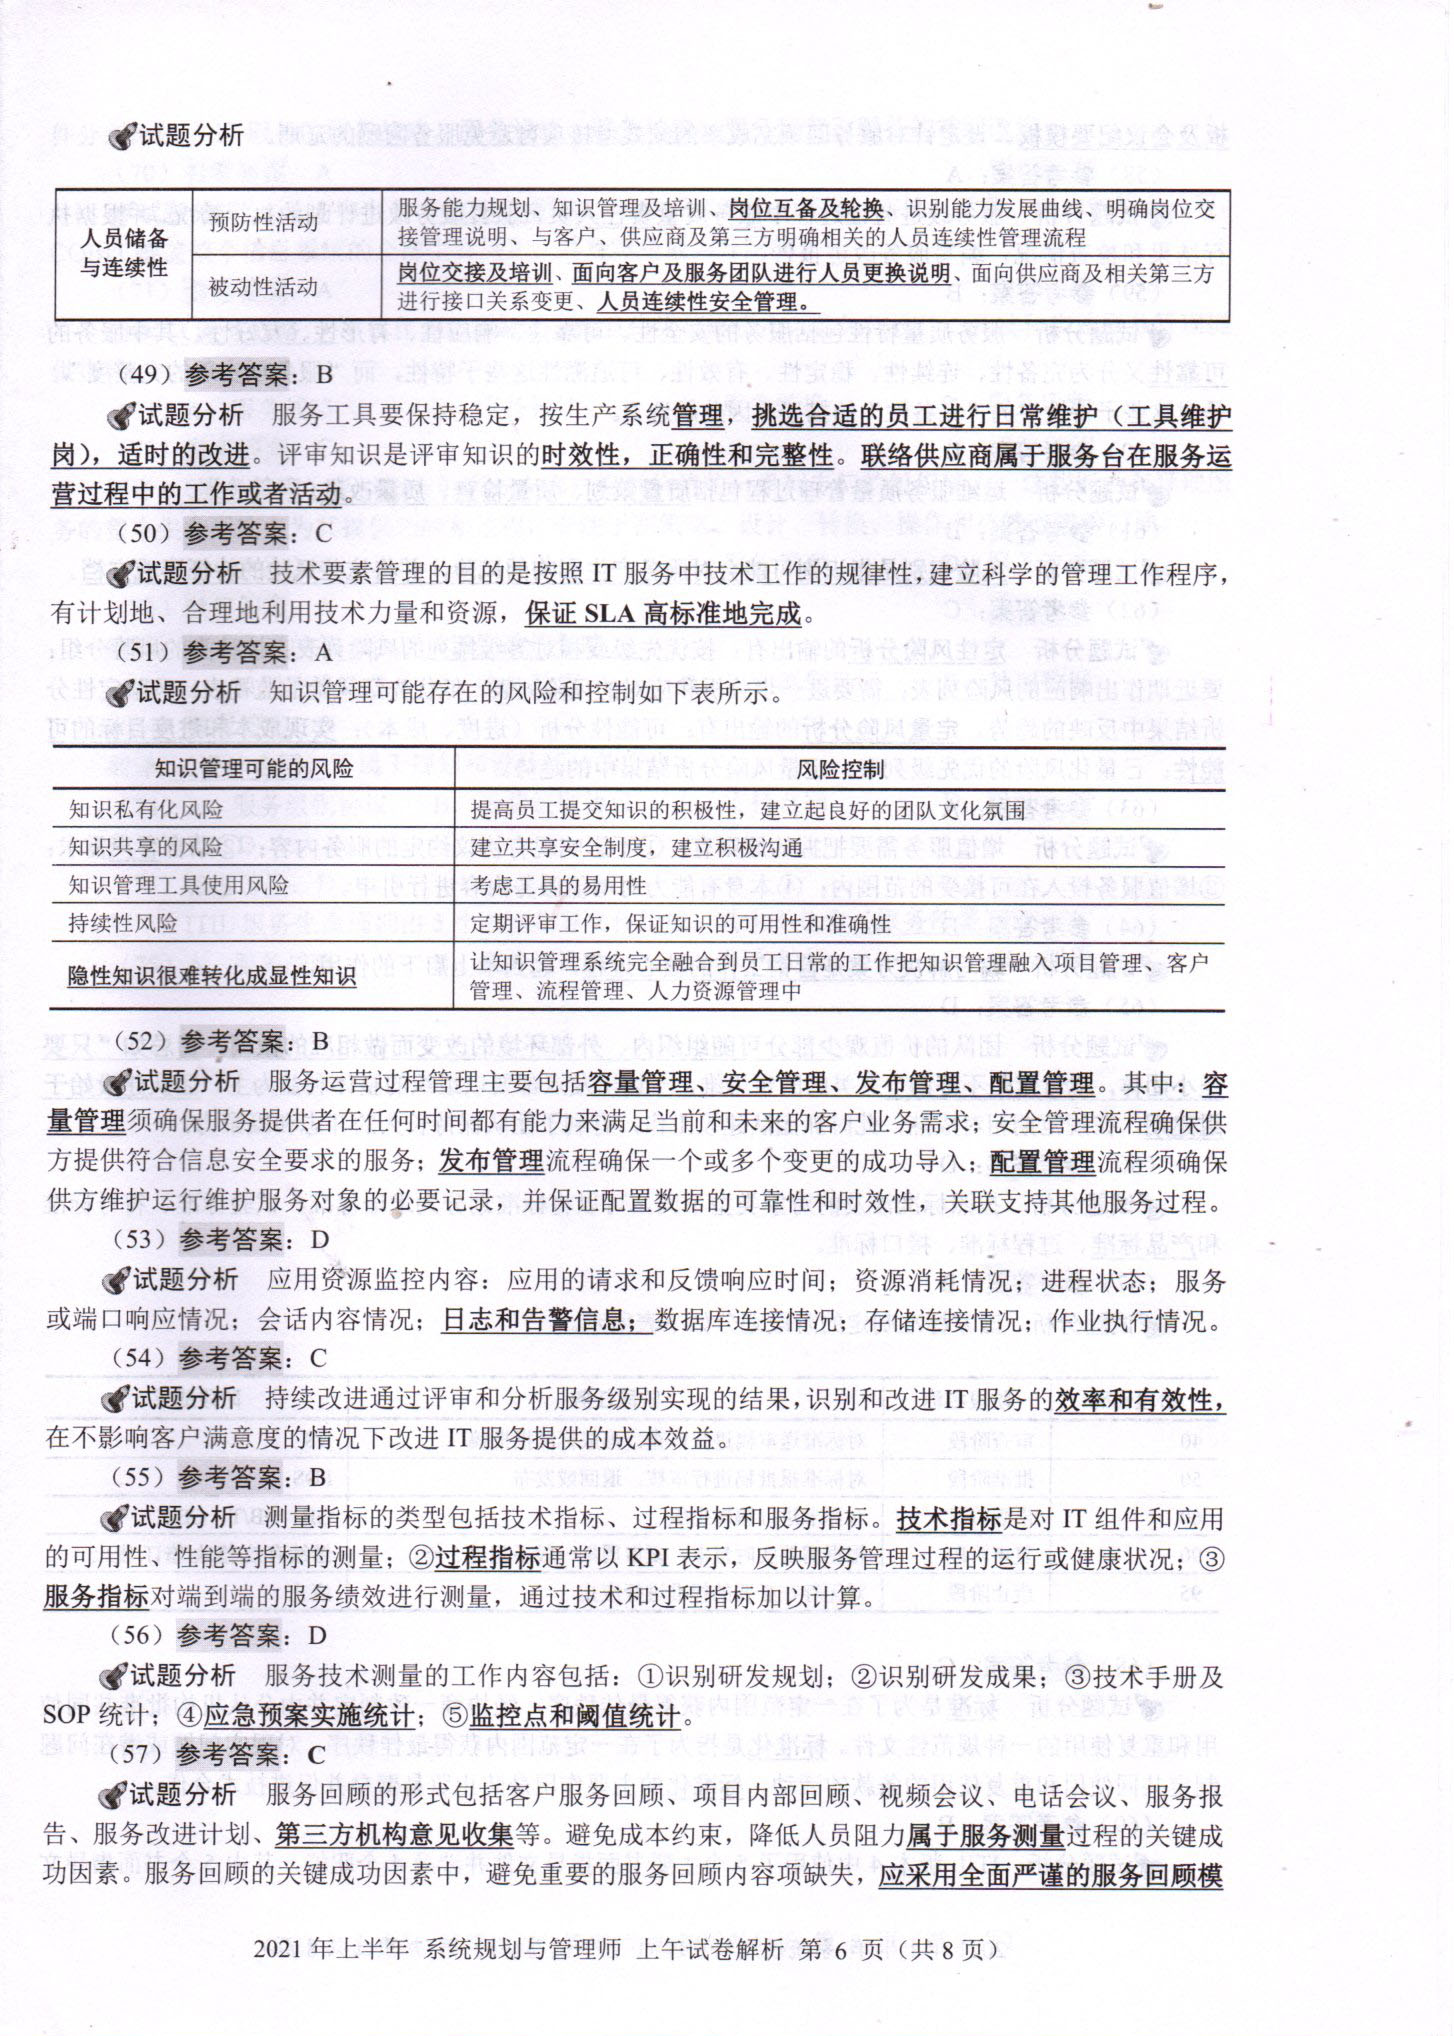 试题分析
人员储备与连续性
预防性活动
服务能力规划、知识管理及培训、岗位互备及轮换、识别能力发展曲线、明确岗位交
接管理说明、与客户、供应商及第三方明确相关的人员连续性管理流程
被动性活动
岗位交接及培训、面向客户及服务团队进行人员更换说明、面向供应商及相关第三方
进行接口关系变更、人员连续性安全管理。
（49）参考答案：B
试题分析 服务工具要保持稳定，按生产系统管理，挑选合适的员工进行日常维护（工具维护
岗），适时的改进。评审知识是评审知识的时效性，正确性和完整性。联络供应商属于服务台在服务运
营过程中的工作或者活动。
（50）参考答案：C
试题分析 技术要素管理的目的是按照 IT 服务中技术工作的规律性，建立科学的管理工作程序，
有计划地、合理地利用技术力量和资源，保证 SLA 高标准地完成。
（51）参考答案：A
试题分析 知识管理可能存在的风险和控制如下表所示。
知识管理可能的风险 风险控制
知识私有化风险 提高员工提交知识的积极性，建立起良好的团队文化氛围
知识共享的风险 建立共享安全制度，建立积极沟通
知识管理工具使用风险 考虑工具的易用性
持续性风险 定期评审工作，保证知识的可用性和准确性
隐性知识很难转化成显性知识
让知识管理系统完全融合到员工日常的工作把知识管理融入项目管理、客户
管理、流程管理、人力资源管理中
（52）参考答案：B
试题分析 服务运营过程管理主要包括容量管理、安全管理、发布管理、配置管理。其中：容
量管理须确保服务提供者在任何时间都有能力来满足当前和未来的客户业务需求；安全管理流程确保供
方提供符合信息安全要求的服务；发布管理流程确保一个或多个变更的成功导入；配置管理流程须确保
供方维护运行维护服务对象的必要记录，并保证配置数据的可靠性和时效性，关联支持其他服务过程。
（53）参考答案：D
试题分析 应用资源监控内容：应用的请求和反馈响应时间；资源消耗情况；进程状态；服务
或端口响应情况；会话内容情况；日志和告警信息；数据库连接情况；存储连接情况；作业执行情况。
（54）参考答案：C
试题分析 持续改进通过评审和分析服务级别实现的结果，识别和改进 IT 服务的效率和有效性，
在不影响客户满意度的情况下改进 IT 服务提供的成本效益。
（55）参考答案：B
试题分析 测量指标的类型包括技术指标、过程指标和服务指标。技术指标是对 IT 组件和应用
的可用性、性能等指标的测量；②过程指标通常以 KPI 表示，反映服务管理过程的运行或健康状况；③
服务指标对端到端的服务绩效进行测量，通过技术和过程指标加以计算。
（56）参考答案：D
试题分析 服务技术测量的工作内容包括：①识别研发规划；②识别研发成果；③技术手册及
SOP 统计；④应急预案实施统计；⑤监控点和阈值统计。
（57）参考答案：C
试题分析 服务回顾的形式包括客户服务回顾、项目内部回顾、视频会议、电话会议、服务报
告、服务改进计划、第三方机构意见收集等。避免成本约束，降低人员阻力属于服务测量过程的关键成
功因素。服务回顾的关键成功因素中，避免重要的服务回顾内容项缺失，应采用全面严谨的服务回顾模
2021 年上半年 系统规划与管理师 上午试卷解析 第 6 页（共 8 页）